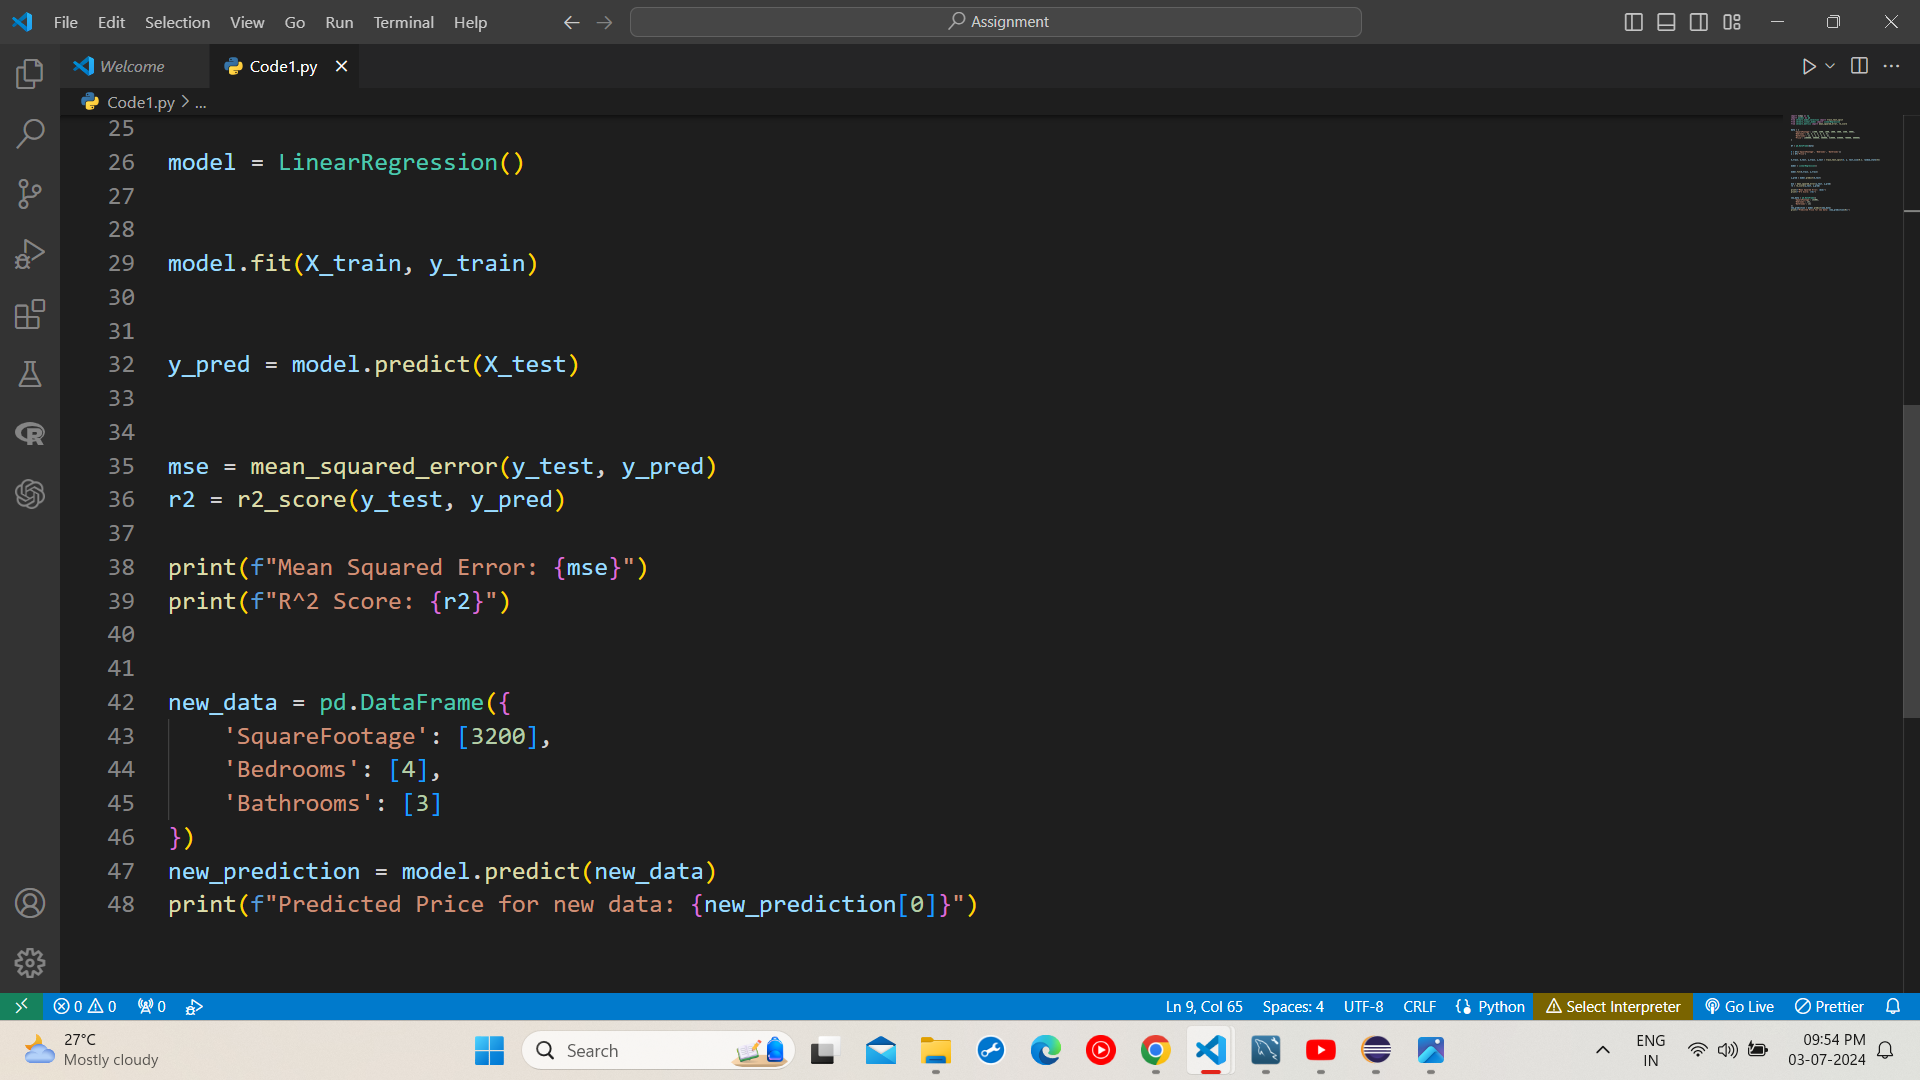 File Edit Selection View Go Run Terminal Help Assignment
Welcome Code1.py
Code1.py > ...
25
26 model = LinearRegression()
27
28
29 model.fit(X_train, y_train)
30
31
32 y_pred = model.predict(X_test)
33
34
35 mse = mean_squared_error(y_test, y_pred)
36 r2 = r2_score(y_test, y_pred)
37
38 print(f"Mean Squared Error: {mse}")
39 print(f"R^2 Score: {r2}")
40
41
42 new_data = pd.DataFrame({
43 'SquareFootage': [3200],
44 'Bedrooms': [4],
45 'Bathrooms': [3]
46 })
47 new_prediction = model.predict(new_data)
48 print(f"Predicted Price for new data: {new_prediction[0]}")
0 0 0 Ln 9, Col 65 Spaces: 4 UTF-8 CRLF Python Select Interpreter Go Live Prettier
27°C
Mostly cloudy
Search
ENG
IN
09:54 PM
03-07-2024